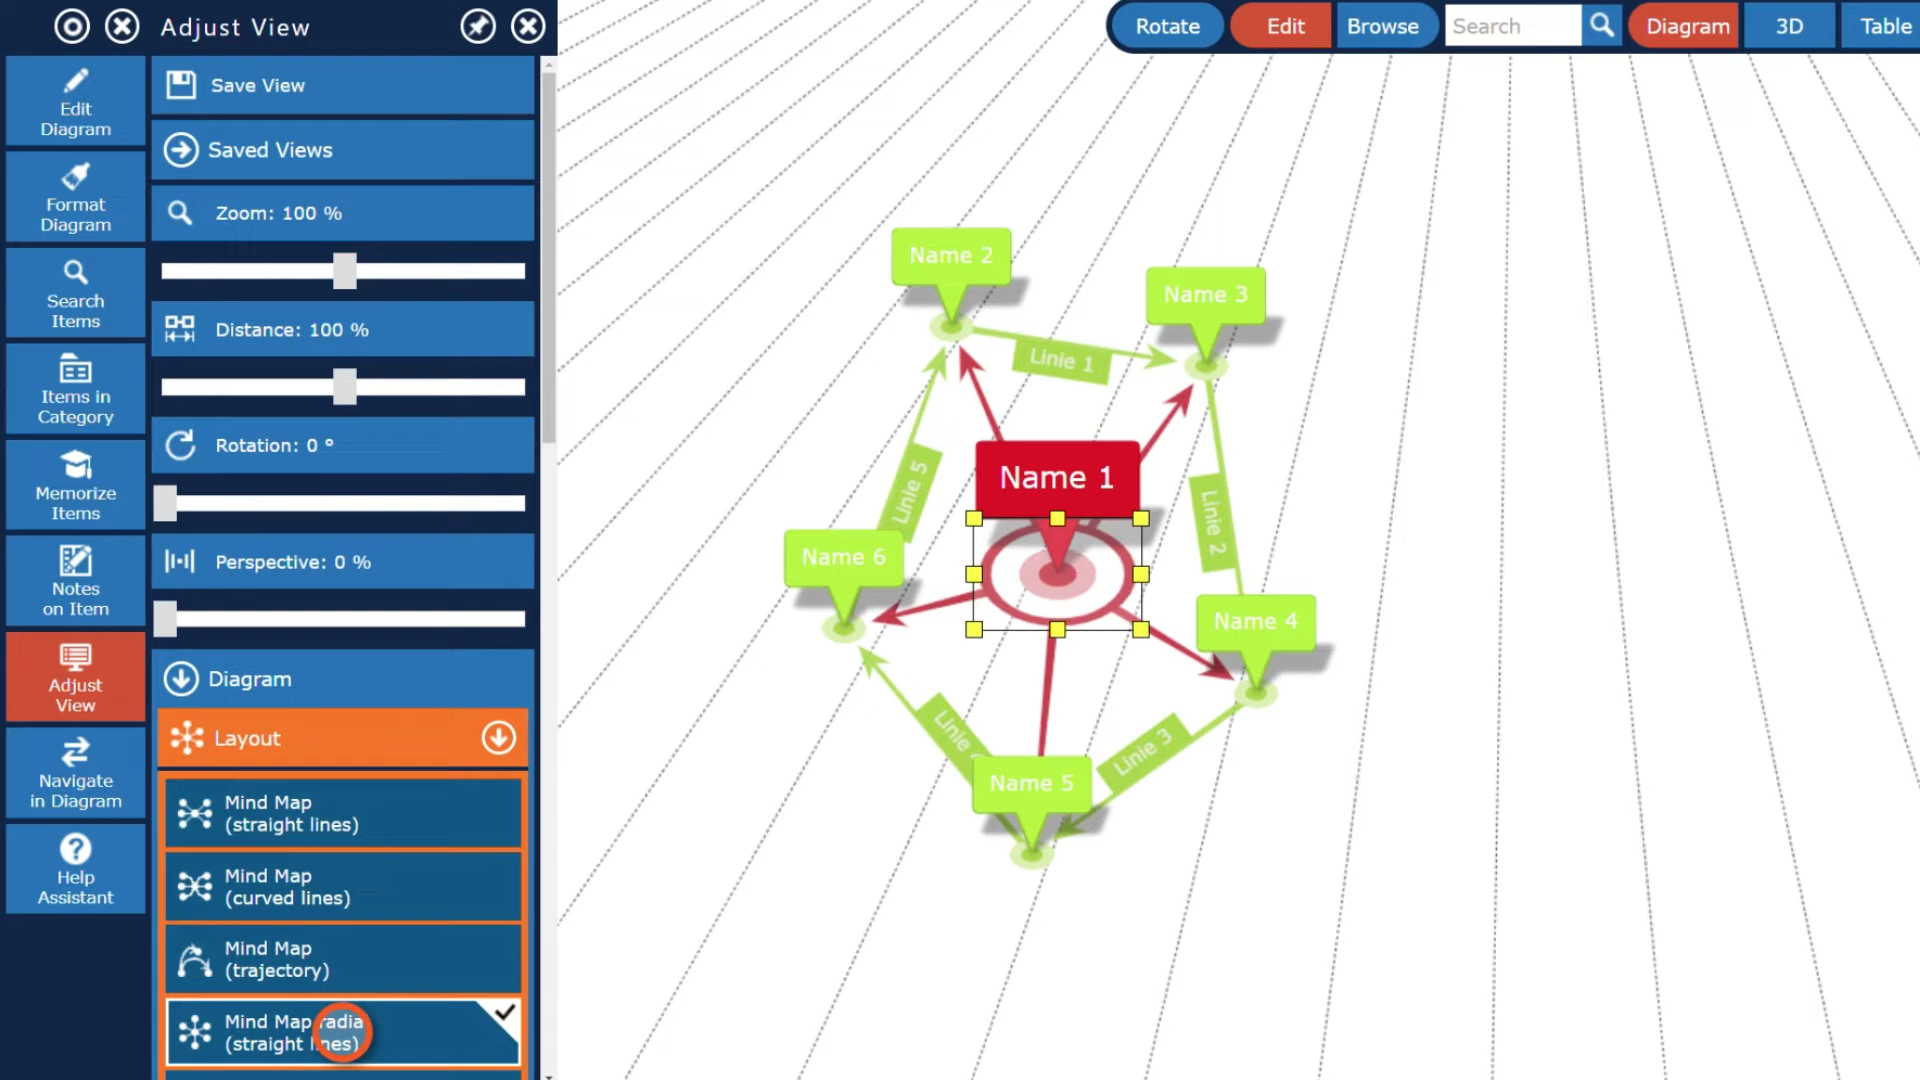 Adjust View
Rotate
Edit
Browse
Search
Diagram
3D
Table
Edit
Diagram
Format
Diagram
Search
Items
Items in
Category
Memorize
Items
Notes
on Item
Adjust
View
Navigate
in Diagram
Help
Assistant
Save View
Saved Views
Zoom: 100 %
Distance: 100 %
Rotation: 0 °
Perspective: 0 %
Diagram
Layout
Mind Map
(straight lines)
Mind Map
(curved lines)
Mind Map
(trajectory)
Mind Map radia
(straight lines)
Name 2
Name 3
Linie 1
Name 1
Linie 5
Linie 2
Name 6
Name 4
Linie
Linie 3
Name 5